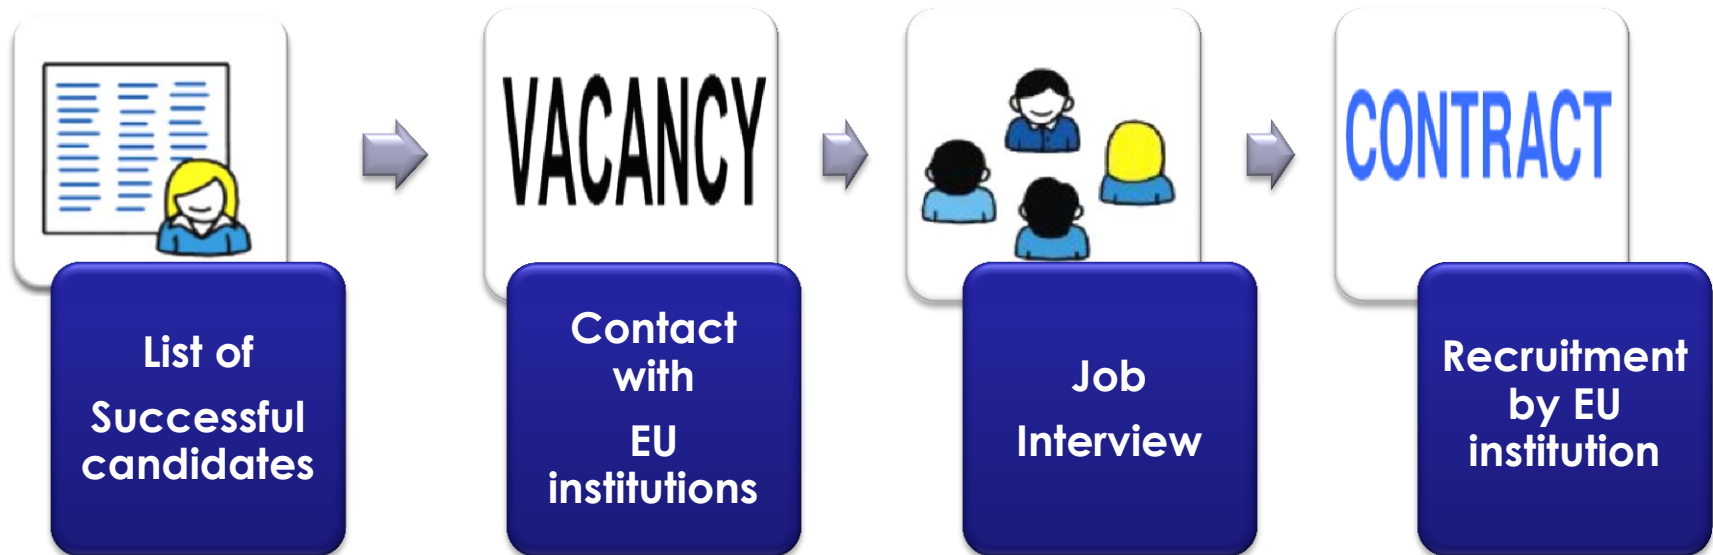 List of
Successful
candidates
VACANCY
Contact
with
EU
institutions
Job
Interview
CONTRACT
Recruitment
by EU
institution